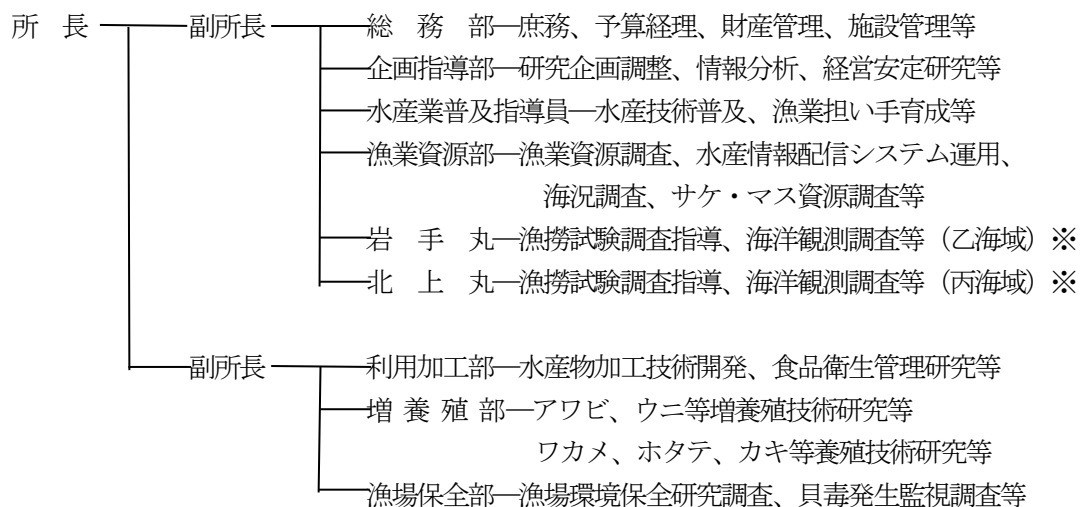 所　長　副所長　総　務　部―庶務、予算経理、財産管理、施設管理等
企画指導部―研究企画調整、情報分析、経営安定研究等
水産業普及指導員―水産技術普及、漁業担い手育成等
漁業資源部―漁業資源調査、水産情報配信システム運用、
海況調査、サケ・マス資源調査等
岩　手　丸―漁撈試験調査指導、海洋観測調査等（乙海域）※
北　上　丸―漁撈試験調査指導、海洋観測調査等（丙海域）※
副所長　利用加工部―水産物加工技術開発、食品衛生管理研究等
増 養 殖 部―アワビ、ウニ等増養殖技術研究等
ワカメ、ホタテ、カキ等養殖技術研究等
漁場保全部―漁場環境保全研究調査、貝毒発生監視調査等